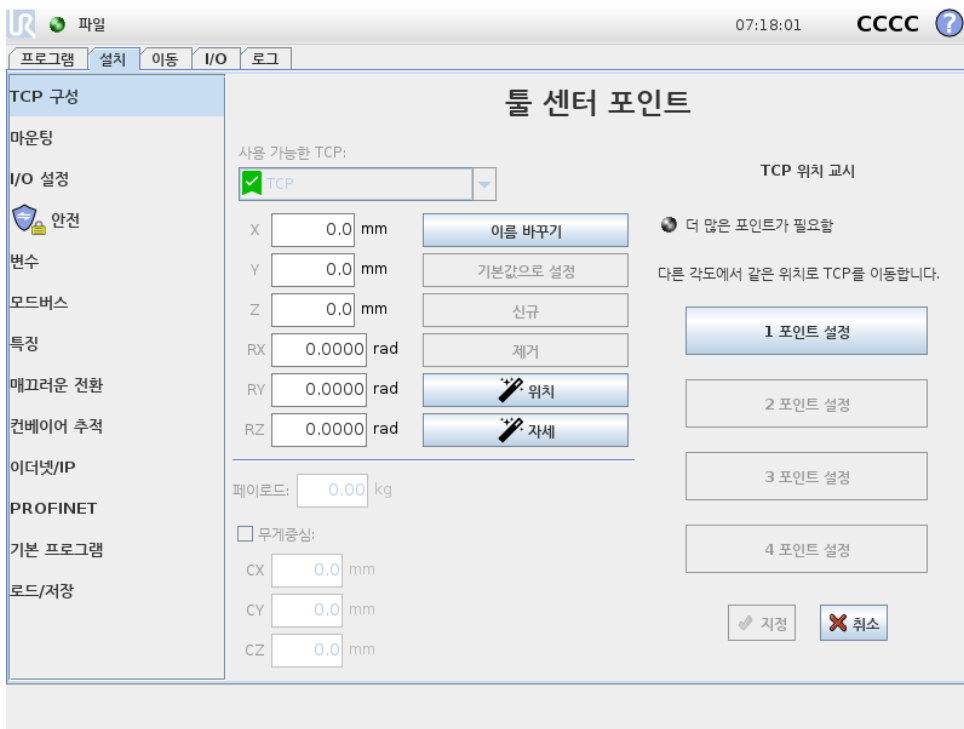 UR 파일 07:18:01 CCCC ?
프로그램 설치 이동 I/O 로그
TCP 구성
마운팅
I/O 설정
안전
변수
모드버스
특징
매끄러운 전환
컨베이어 추적
이더넷/IP
PROFINET
기본 프로그램
로드/저장
툴 센터 포인트
사용 가능한 TCP:
TCP
X 0.0 mm 이름 바꾸기
Y 0.0 mm 기본값으로 설정
Z 0.0 mm 신규
RX 0.0000 rad 제거
RY 0.0000 rad 위치
RZ 0.0000 rad 자세
페이로드: 0.00 kg
무게중심:
CX 0.0 mm
CY 0.0 mm
CZ 0.0 mm
TCP 위치 교시
더 많은 포인트가 필요함
다른 각도에서 같은 위치로 TCP를 이동합니다.
1 포인트 설정
2 포인트 설정
3 포인트 설정
4 포인트 설정
지정 취소